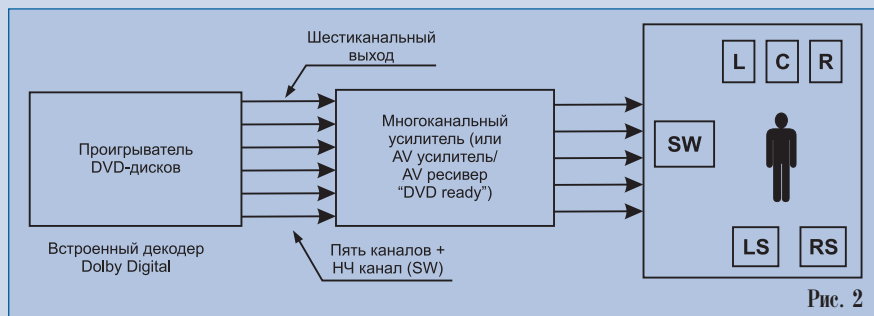 Шестиканальный
выход
Проигрыватель
DVD-дисков
Встроенный декодер
Dolby Digital
Многоканальный
усилитель (или
AV усилитель/
AV ресивер
“DVD ready”)
Пять каналов +
НЧ канал (SW)
L C R
SW
LS RS
Рис. 2